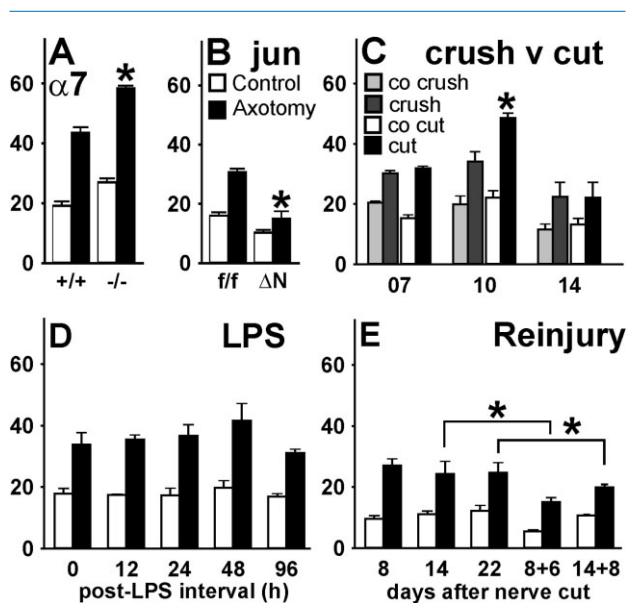 A
α7
60
40
20
0
+/+ -/-
*
B jun
Control
Axotomy
60
40
20
0
f/f ΔN
*
C crush v cut
co crush
crush
co cut
cut
60
40
20
0
07 10 14
*
D LPS
60
40
20
0
0 12 24 48 96
post-LPS interval (h)
E Reinjury
60
40
20
0
*
*
8 14 22 8+6 14+8
days after nerve cut